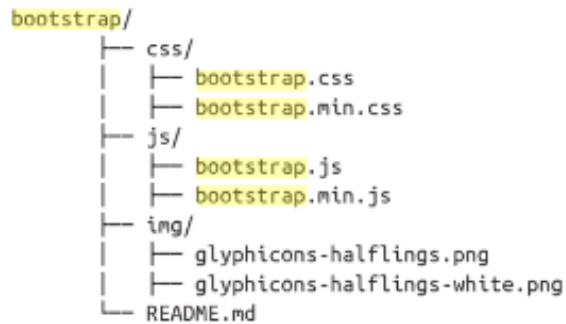 bootstrap/
├── css/
│   ├── bootstrap.css
│   ├── bootstrap.min.css
├── js/
│   ├── bootstrap.js
│   ├── bootstrap.min.js
├── img/
│   ├── glyphicons-halflings.png
│   ├── glyphicons-halflings-white.png
└── README.md